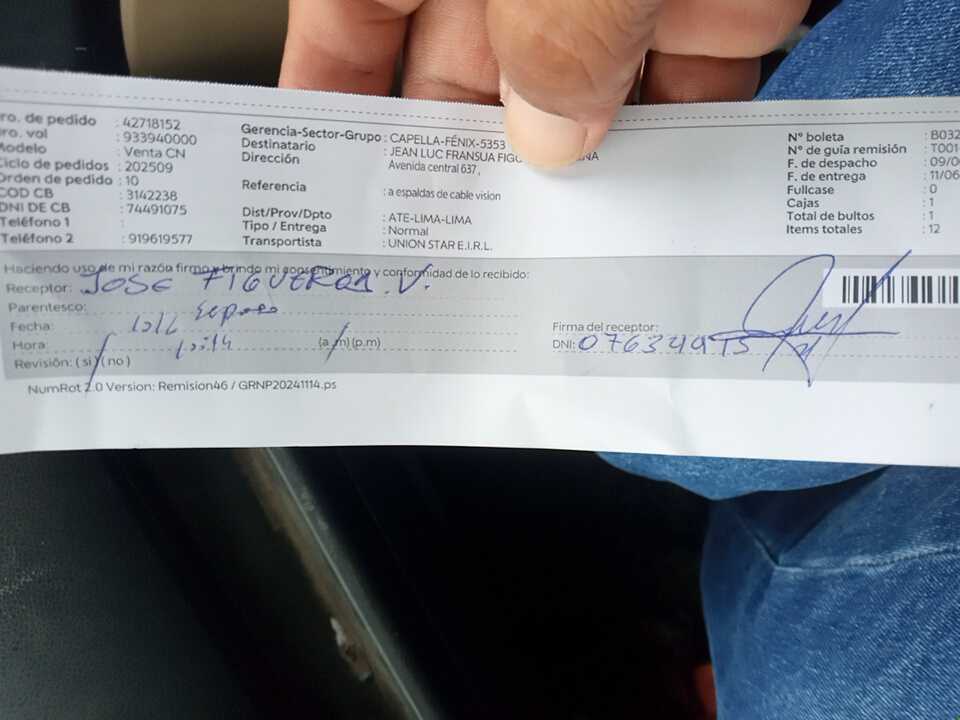 ro. de pedido : 42718152
ro. vol : 933940000
Modelo : Venta CN
Ciclo de pedidos : 202509
Orden de pedido : 10
COD CB : 3142238
DNI DE CB : 74491075
Teléfono 1 :
Teléfono 2 : 919619577
Gerencia-Sector-Grupo : CAPELLA-FÉNIX-5353
Destinatario : JEAN LUC FRANSUA FIGU ANA
Dirección Avenida central 637,
Referencia : a espaldas de cable vision
Dist/Prov/Dpto : ATE-LIMA-LIMA
Tipo / Entrega : Normal
Transportista : UNION STAR E.I.R.L.
N° boleta : B032
N° de guía remisión : T001
F. de despacho : 09/0
F. de entrega : 11/06
Fullcase : 0
Cajas : 1
Total de bultos : 1
Items totales : 12
Haciendo uso de mi razón firmo y brindo mi consentimiento y conformidad de lo recibido:
Receptor: JOSE FIGUEROA V.
Parentesco:
Fecha:
Hora: (a.m)(p.m)
Revisión: (si)(no)
Firma del receptor:
DNI:
NumRot 2.0 Version: Remision46 / GRNP20241114.ps